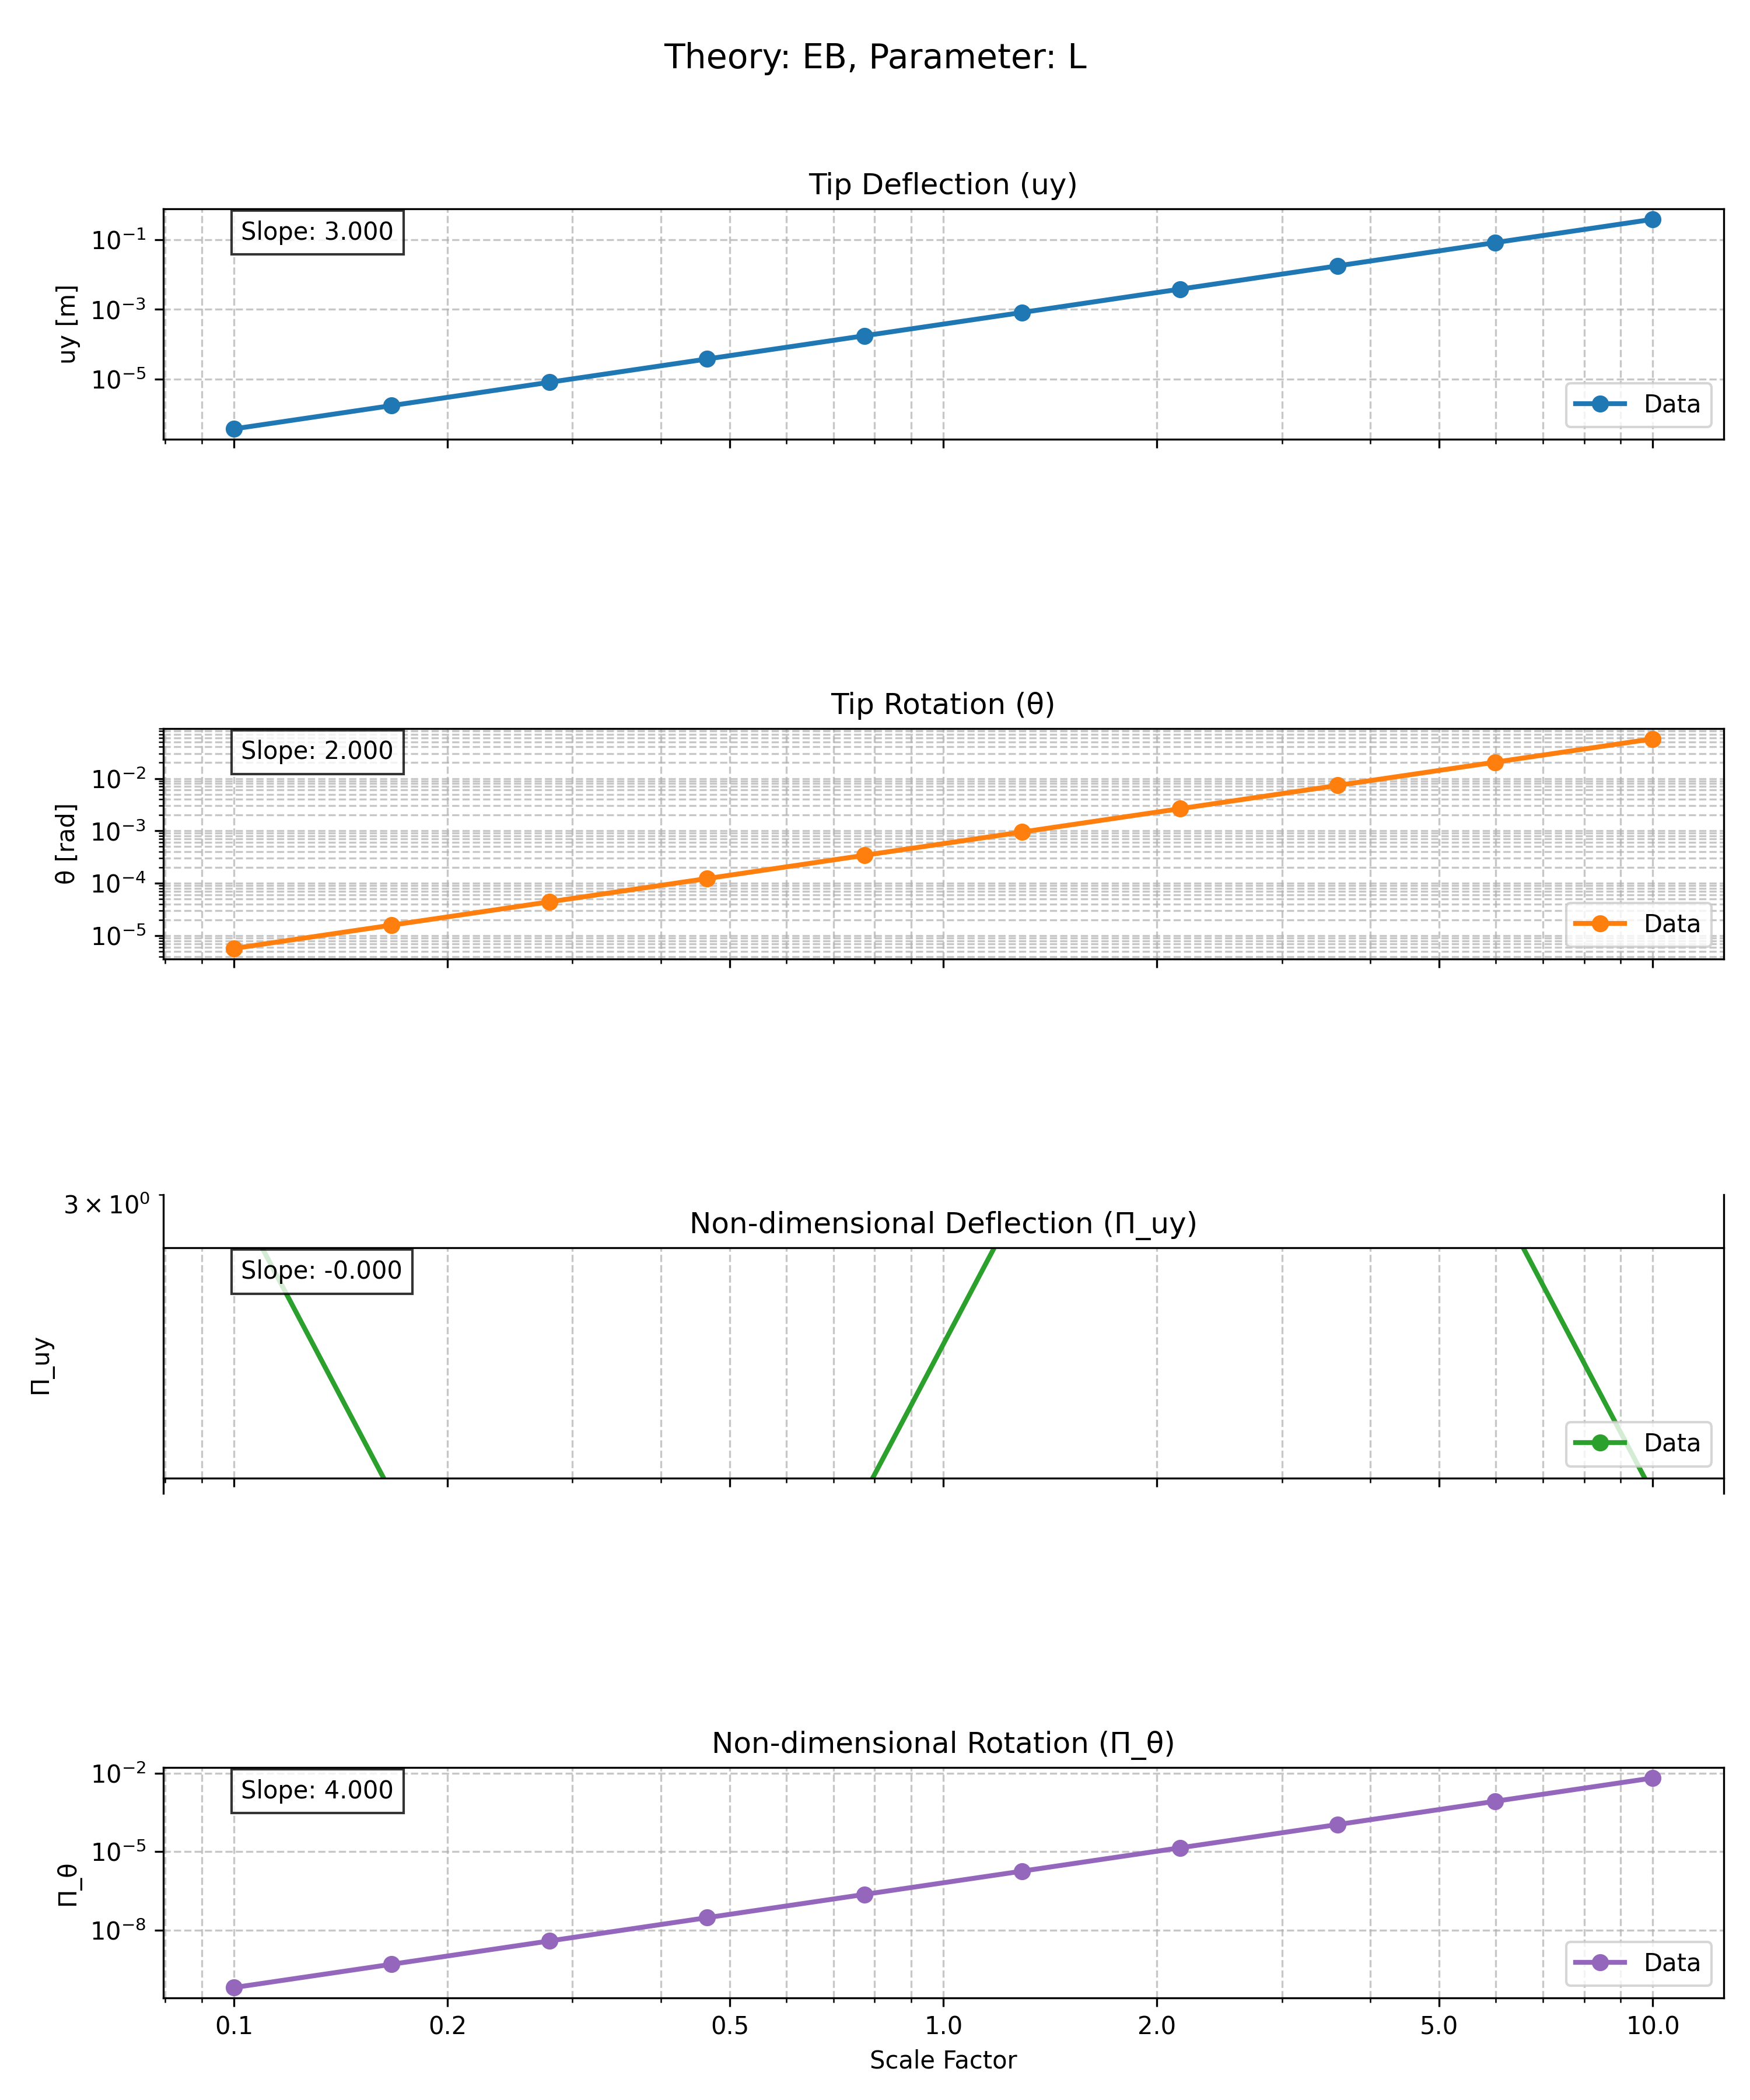 Theory: EB, Parameter: L
Tip Deflection (uy)
Slope: 3.000
uy [m]
10⁻¹
10⁻³
10⁻⁵
Data
Tip Rotation (θ)
Slope: 2.000
θ [rad]
10⁻²
10⁻³
10⁻⁴
10⁻⁵
Data
3 × 10⁰
Non-dimensional Deflection (Π_uy)
Slope: -0.000
Π_uy
Data
Non-dimensional Rotation (Π_θ)
Slope: 4.000
Π_θ
10⁻²
10⁻⁵
10⁻⁸
Data
0.1 0.2 0.5 1.0 2.0 5.0 10.0
Scale Factor